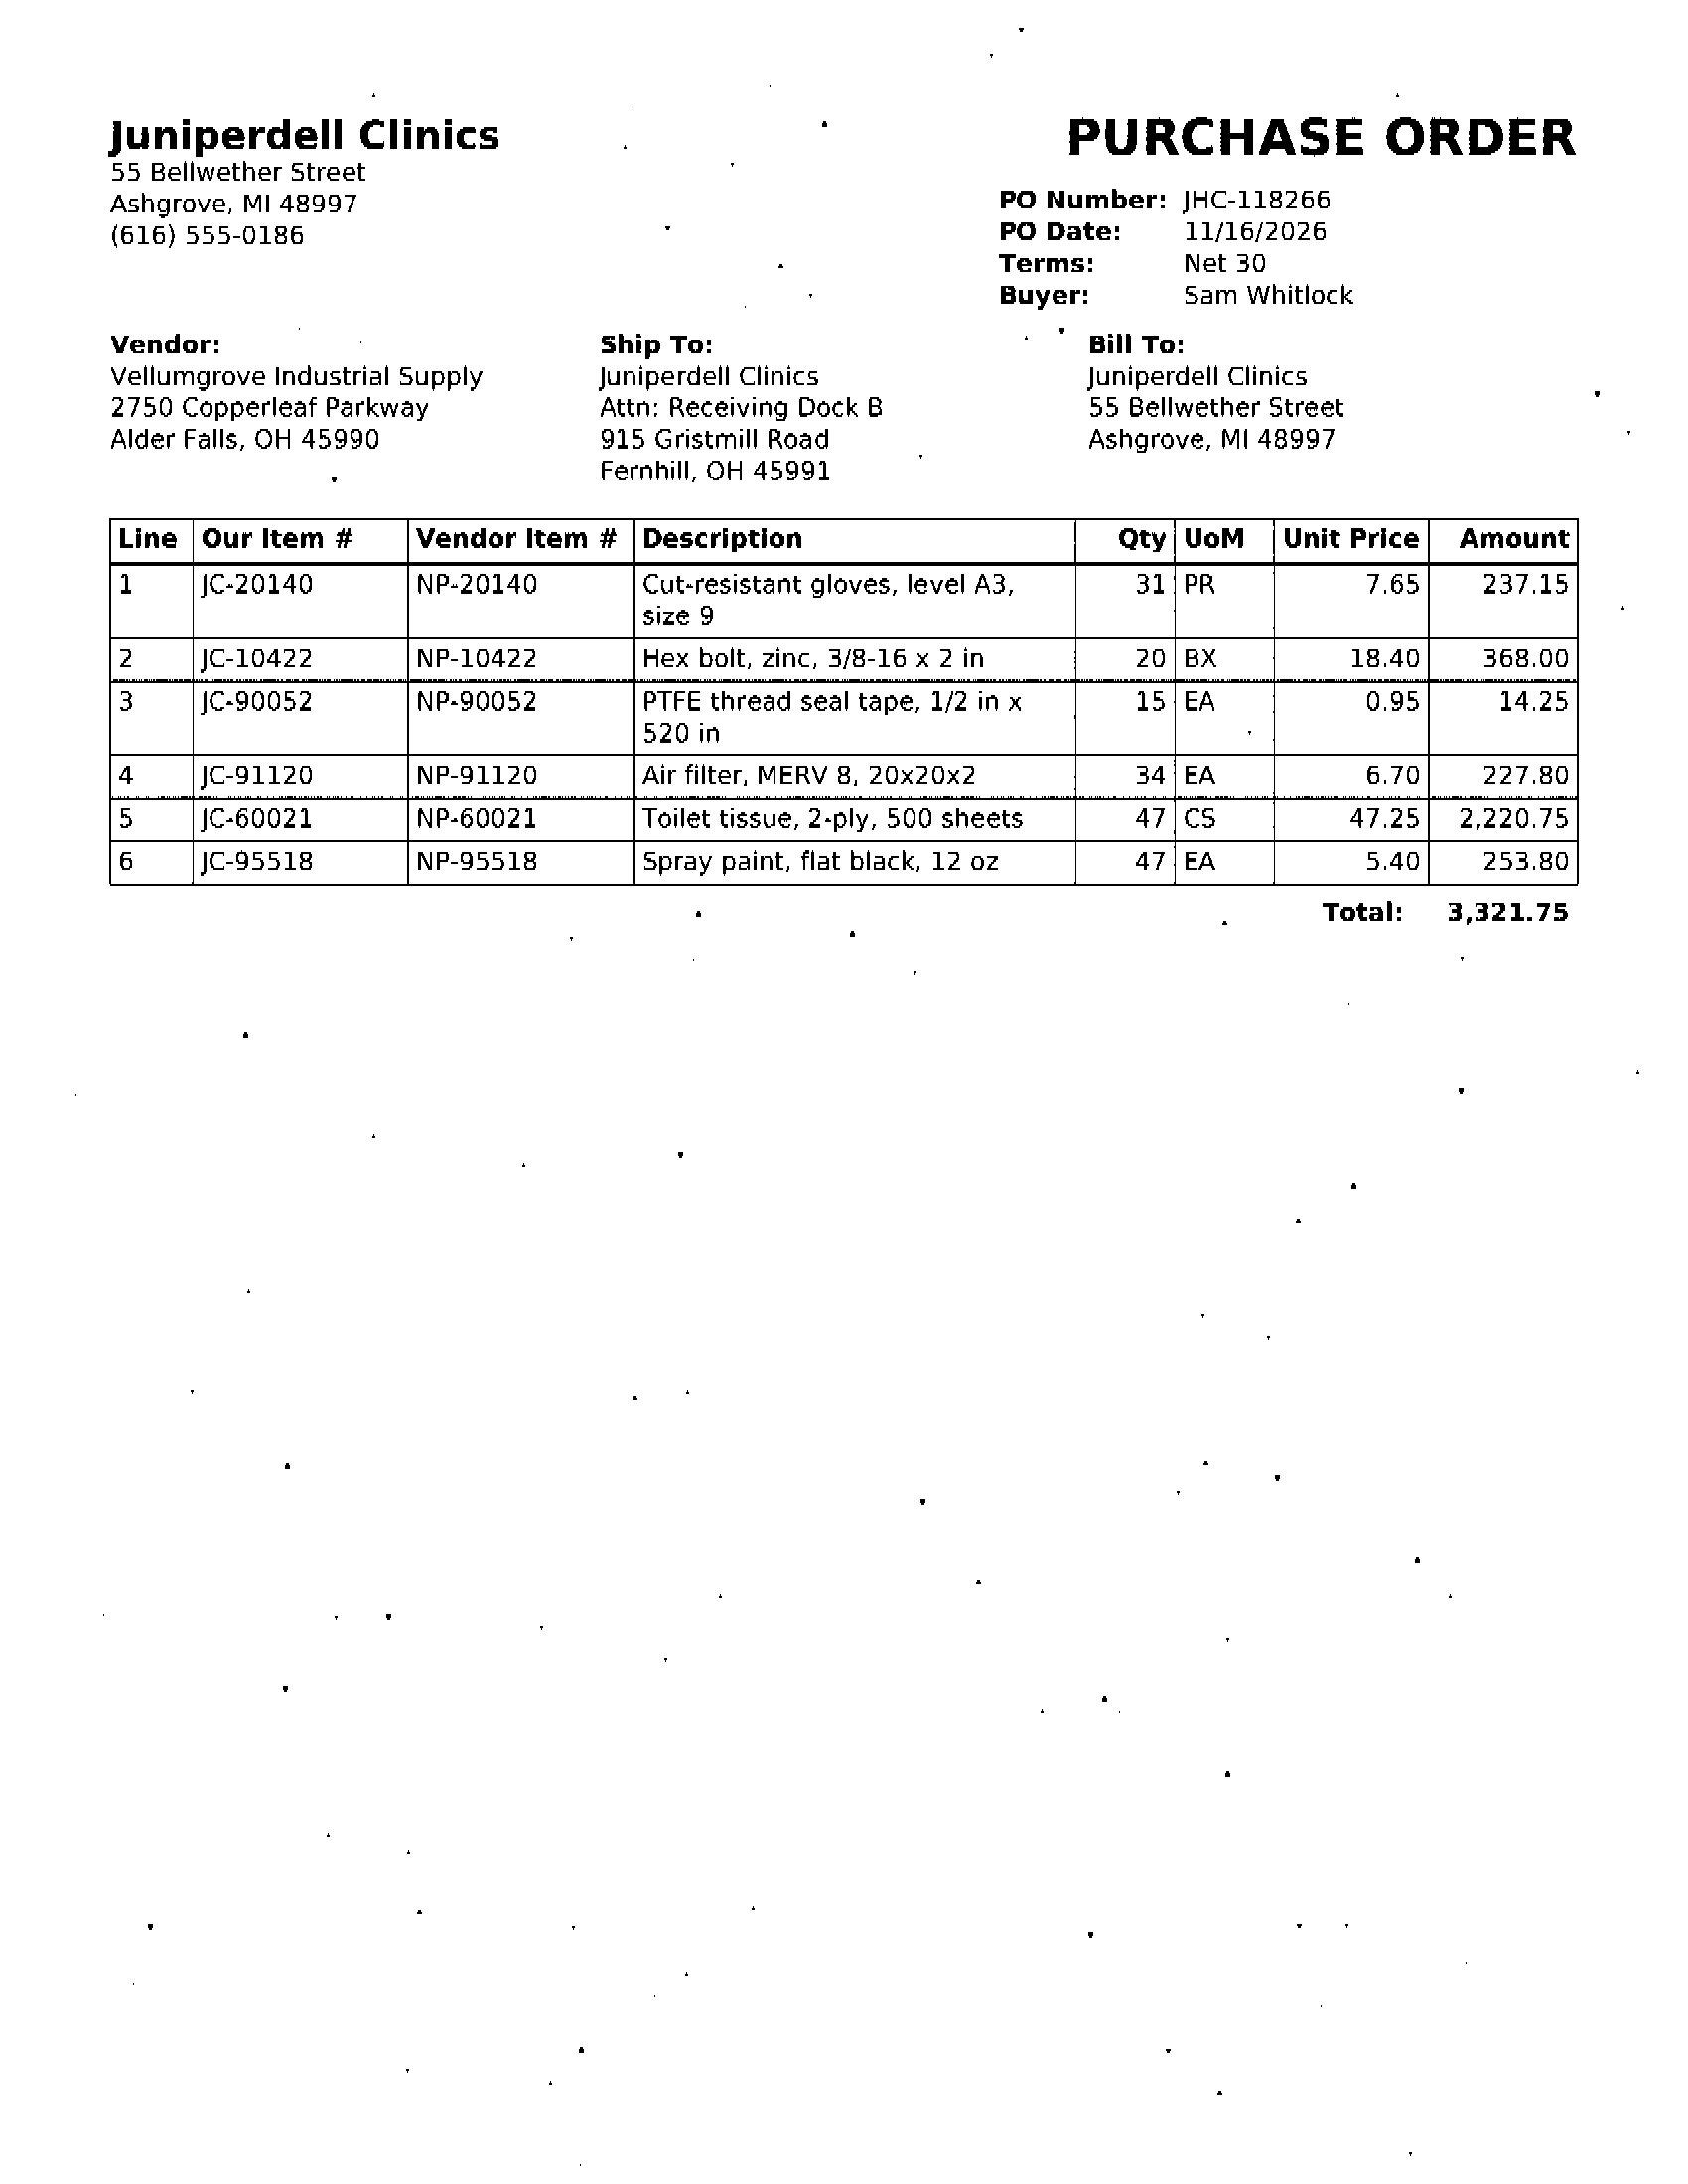 Juniperdell Clinics
55 Bellwether Street
Ashgrove, MI 48997
(616) 555-0186
PURCHASE ORDER
PO Number: JHC-118266
PO Date: 11/16/2026
Terms: Net 30
Buyer: Sam Whitlock
Vendor:
Vellumgrove Industrial Supply
2750 Copperleaf Parkway
Alder Falls, OH 45990
Ship To:
Juniperdell Clinics
Attn: Receiving Dock B
915 Gristmill Road
Fernhill, OH 45991
Bill To:
Juniperdell Clinics
55 Bellwether Street
Ashgrove, MI 48997
Line Our Item # Vendor Item # Description Qty UoM Unit Price Amount
1 JC-20140 NP-20140 Cut-resistant gloves, level A3, 31 PR 7.65 237.15
size 9
2 JC-10422 NP-10422 Hex bolt, zinc, 3/8-16 x 2 in 20 BX 18.40 368.00
3 JC-90052 NP-90052 PTFE thread seal tape, 1/2 in x 15 EA 0.95 14.25
520 in
4 JC-91120 NP-91120 Air filter, MERV 8, 20x20x2 34 EA 6.70 227.80
5 JC-60021 NP-60021 Toilet tissue, 2-ply, 500 sheets 47 CS 47.25 2,220.75
6 JC-95518 NP-95518 Spray paint, flat black, 12 oz 47 EA 5.40 253.80
Total: 3,321.75